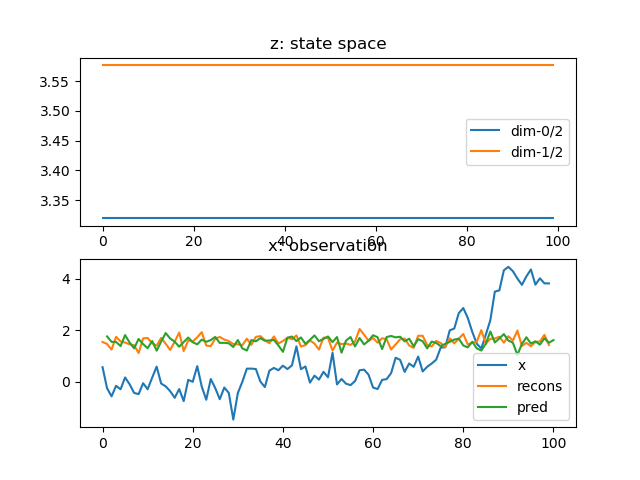 z: state space
3.55
3.50
3.45
3.40
3.35
dim-0/2
dim-1/2
0 20 40 60 80 100
x: observation
4
2
0
x
recons
pred
0 20 40 60 80 100